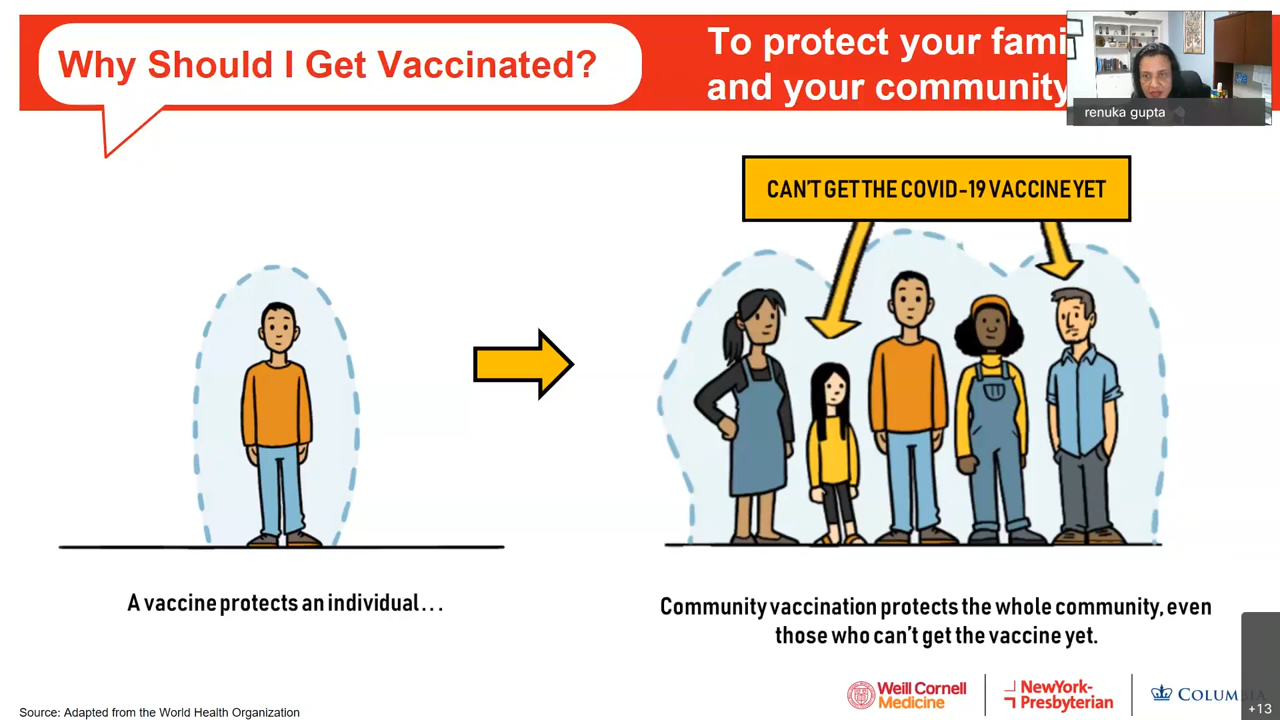 Why Should I Get Vaccinated?
To protect your fami
and your community
renuka gupta
CAN'T GET THE COVID-19 VACCINE YET
A vaccine protects an individual...
Community vaccination protects the whole community, even
those who can't get the vaccine yet.
Source: Adapted from the World Health Organization
Weill Cornell
Medicine
NewYork-
Presbyterian
COLUMBIA
+13